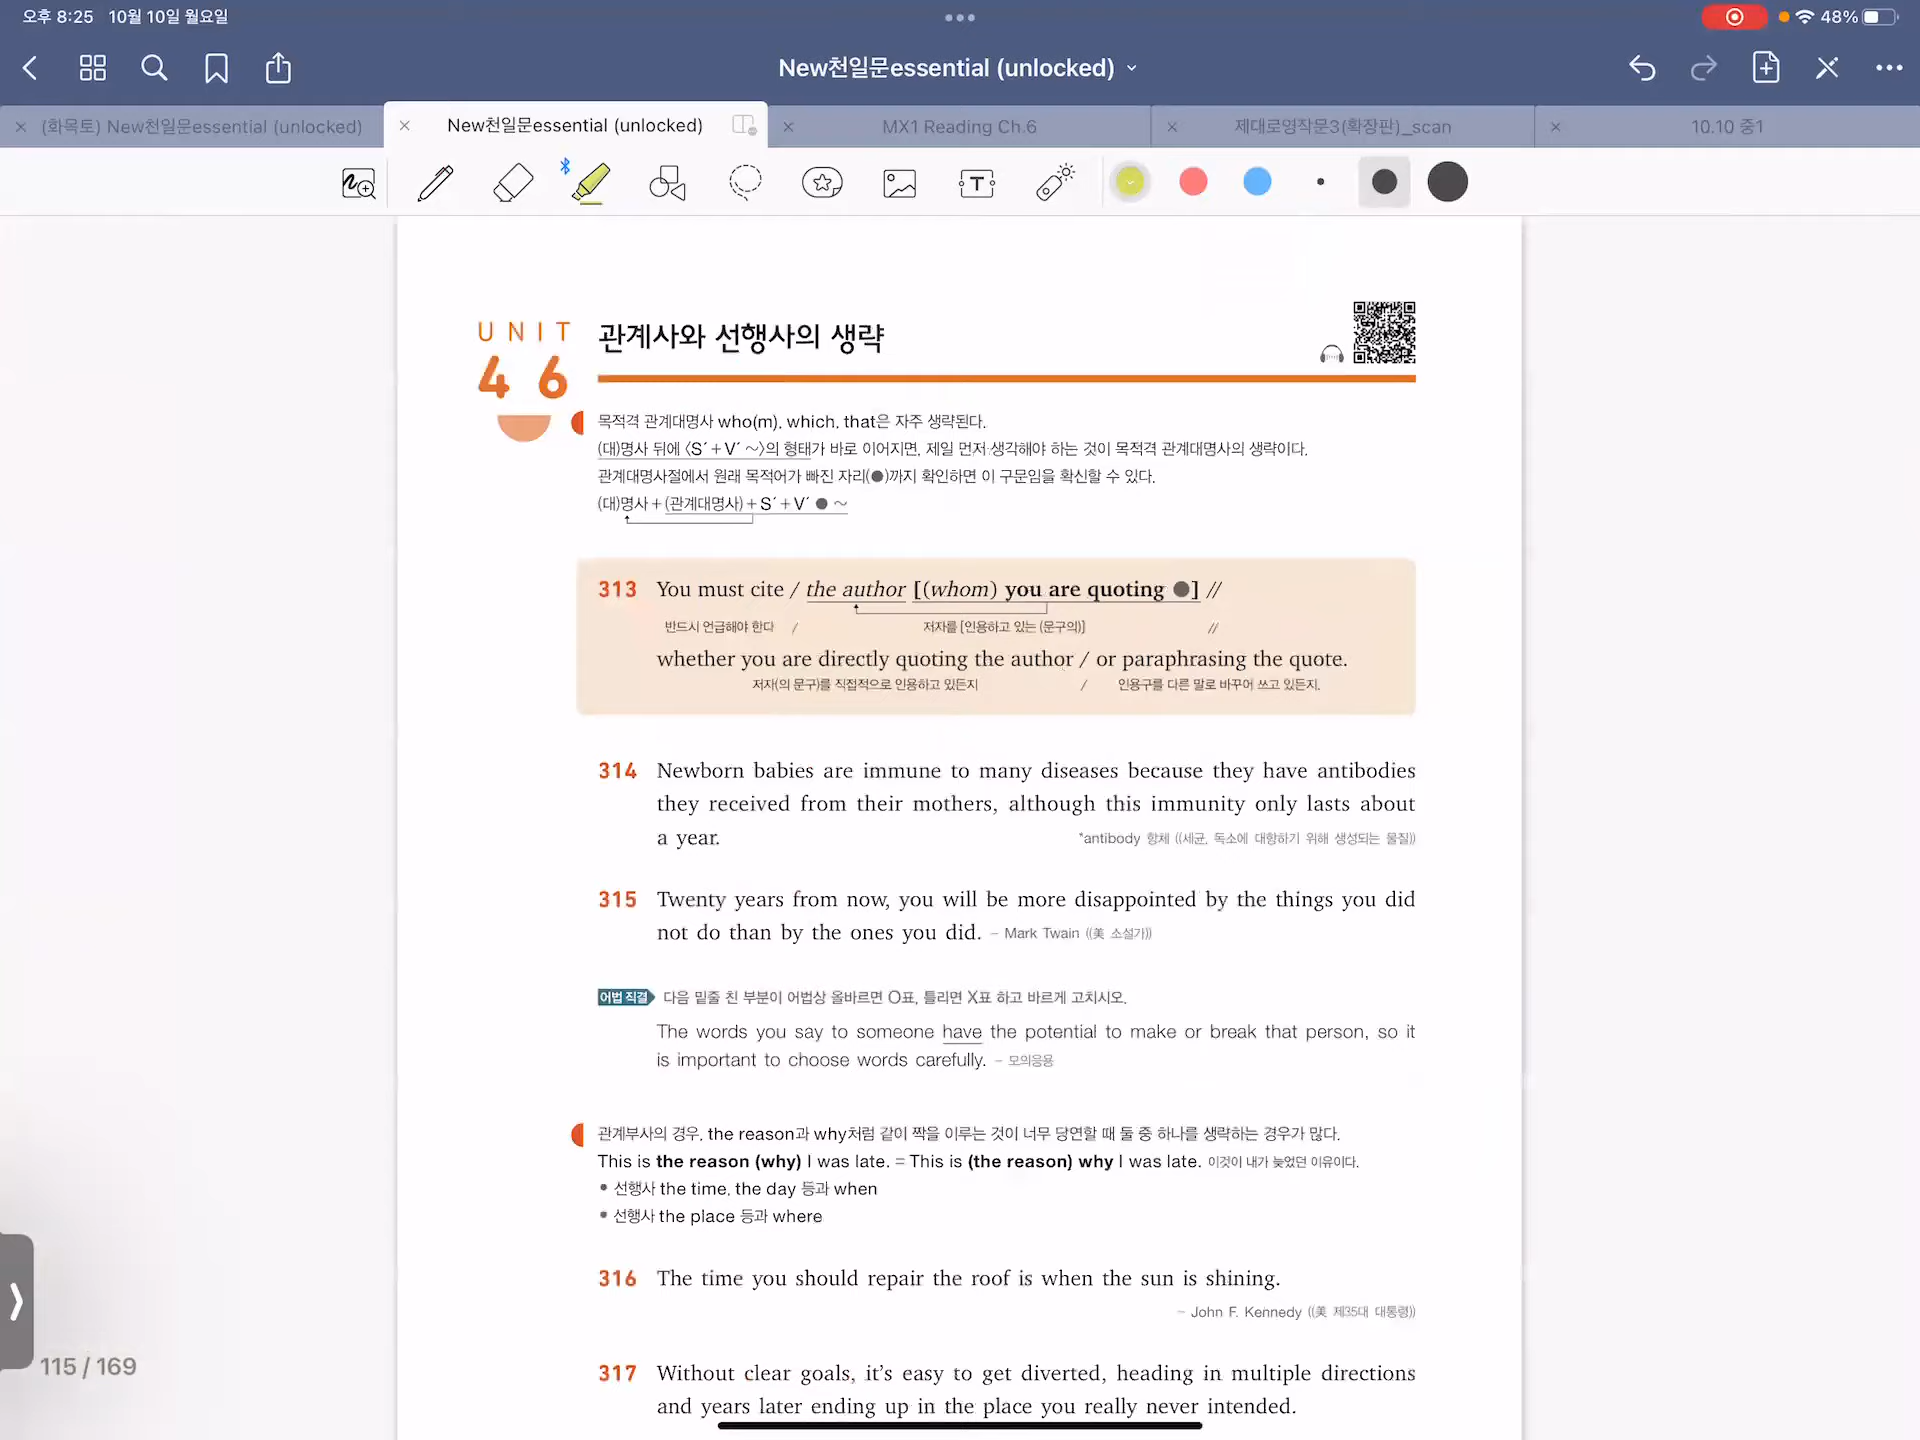 오후 8:25 10월 10일 월요일
48%
New천일문essential (unlocked)
(화목토) New천일문essential (unlocked)
New천일문essential (unlocked)
MX1 Reading Ch.6
제대로영작문3(확장판)_scan
10.10 중1
UNIT
46
관계사와 선행사의 생략
목적격 관계대명사 who(m), which, that은 자주 생략된다.
(대)명사 뒤에 〈S´+V´ ~〉의 형태가 바로 이어지면, 제일 먼저 생각해야 하는 것이 목적격 관계대명사의 생략이다.
관계대명사절에서 원래 목적어가 빠진 자리(●)까지 확인하면 이 구문임을 확신할 수 있다.
(대)명사+(관계대명사)+S´+V´ ● ~
313 You must cite / the author [(whom) you are quoting ●] //
반드시 언급해야 한다 / 저자를 [인용하고 있는 (문구의)] //
whether you are directly quoting the author / or paraphrasing the quote.
저자(의 문구)를 직접적으로 인용하고 있든지 / 인용구를 다른 말로 바꾸어 쓰고 있든지.
314 Newborn babies are immune to many diseases because they have antibodies
they received from their mothers, although this immunity only lasts about
a year. *antibody 항체 ((세균, 독소에 대항하기 위해 생성되는 물질))
315 Twenty years from now, you will be more disappointed by the things you did
not do than by the ones you did. – Mark Twain ((美 소설가))
어법 직결 다음 밑줄 친 부분이 어법상 올바르면 O표, 틀리면 X표 하고 바르게 고치시오.
The words you say to someone have the potential to make or break that person, so it
is important to choose words carefully. – 모의응용
관계부사의 경우, the reason과 why처럼 같이 짝을 이루는 것이 너무 당연할 때 둘 중 하나를 생략하는 경우가 많다.
This is the reason (why) I was late. = This is (the reason) why I was late. 이것이 내가 늦었던 이유이다.
• 선행사 the time, the day 등과 when
• 선행사 the place 등과 where
316 The time you should repair the roof is when the sun is shining.
– John F. Kennedy ((美 제35대 대통령))
317 Without clear goals, it's easy to get diverted, heading in multiple directions
and years later ending up in the place you really never intended.
115 / 169